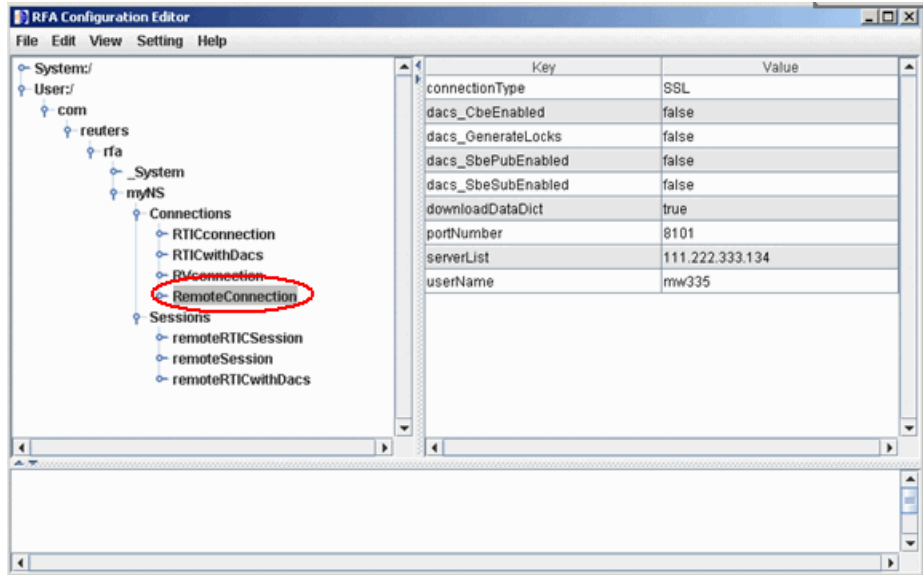 RFA Configuration Editor
File Edit View Setting Help
System:/
User:/
com
reuters
rfa
_System
myNS
Connections
RTICconnection
RTICwithDacs
RVconnection
RemoteConnection
Sessions
remoteRTICSession
remoteSession
remoteRTICwithDacs
Key Value
connectionType SSL
dacs_CbeEnabled false
dacs_GenerateLocks false
dacs_SbePubEnabled false
dacs_SbeSubEnabled false
downloadDataDict true
portNumber 8101
serverList 111.222.333.134
userName mw335